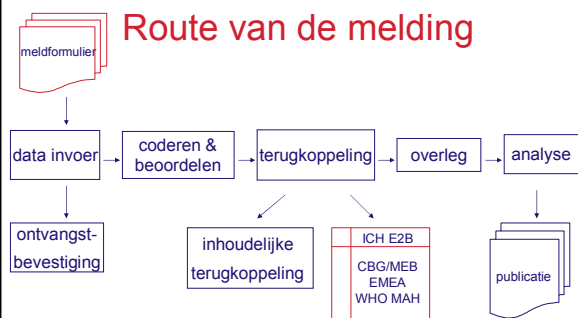 Route van de melding
meldformulier
data invoer
coderen &
beoordelen
terugkoppeling
overleg
analyse
ontvangst-
bevestiging
inhoudelijke
terugkoppeling
ICH E2B
CBG/MEB
EMEA
WHO MAH
publicatie